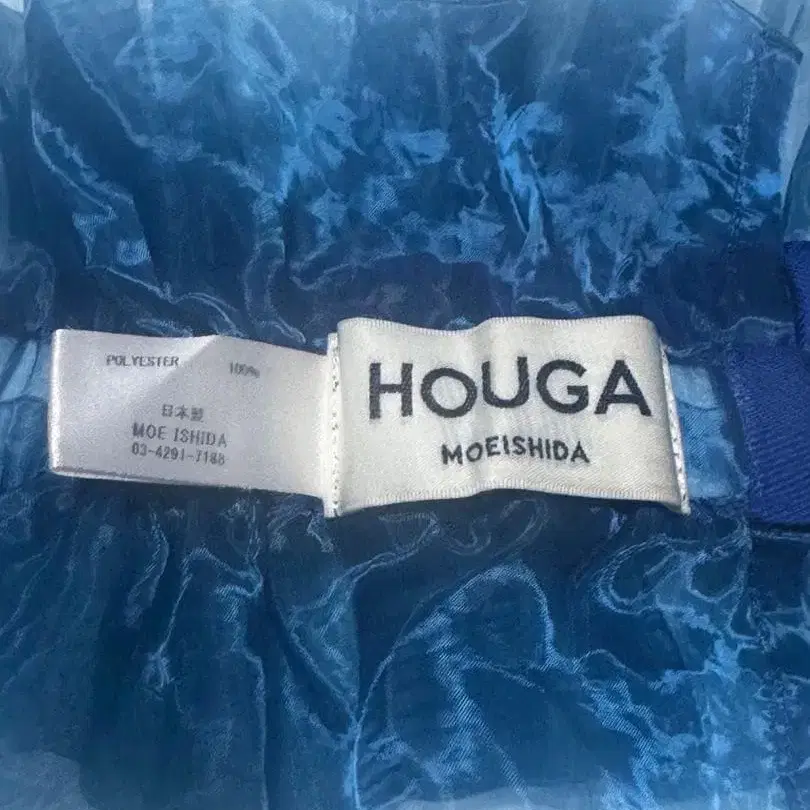 POLYESTER 100%
日本製
MOE ISHIDA
03-4291-7188
HOUGA
MOEISHIDA